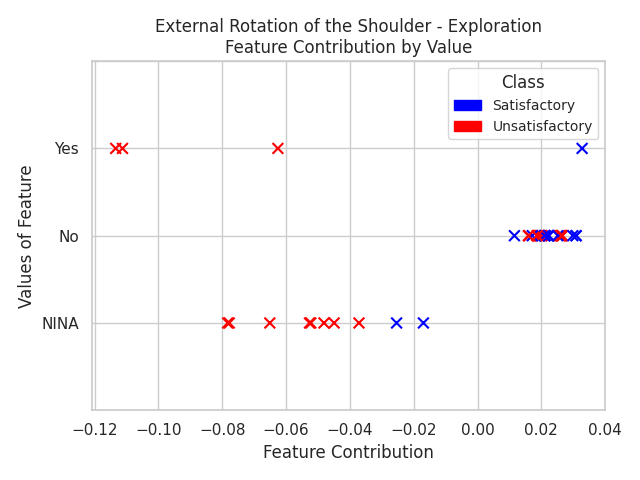 External Rotation of the Shoulder - Exploration
Feature Contribution by Value
Class
Satisfactory
Unsatisfactory
Values of Feature
Yes
No
NINA
−0.12 −0.10 −0.08 −0.06 −0.04 −0.02 0.00 0.02 0.04
Feature Contribution